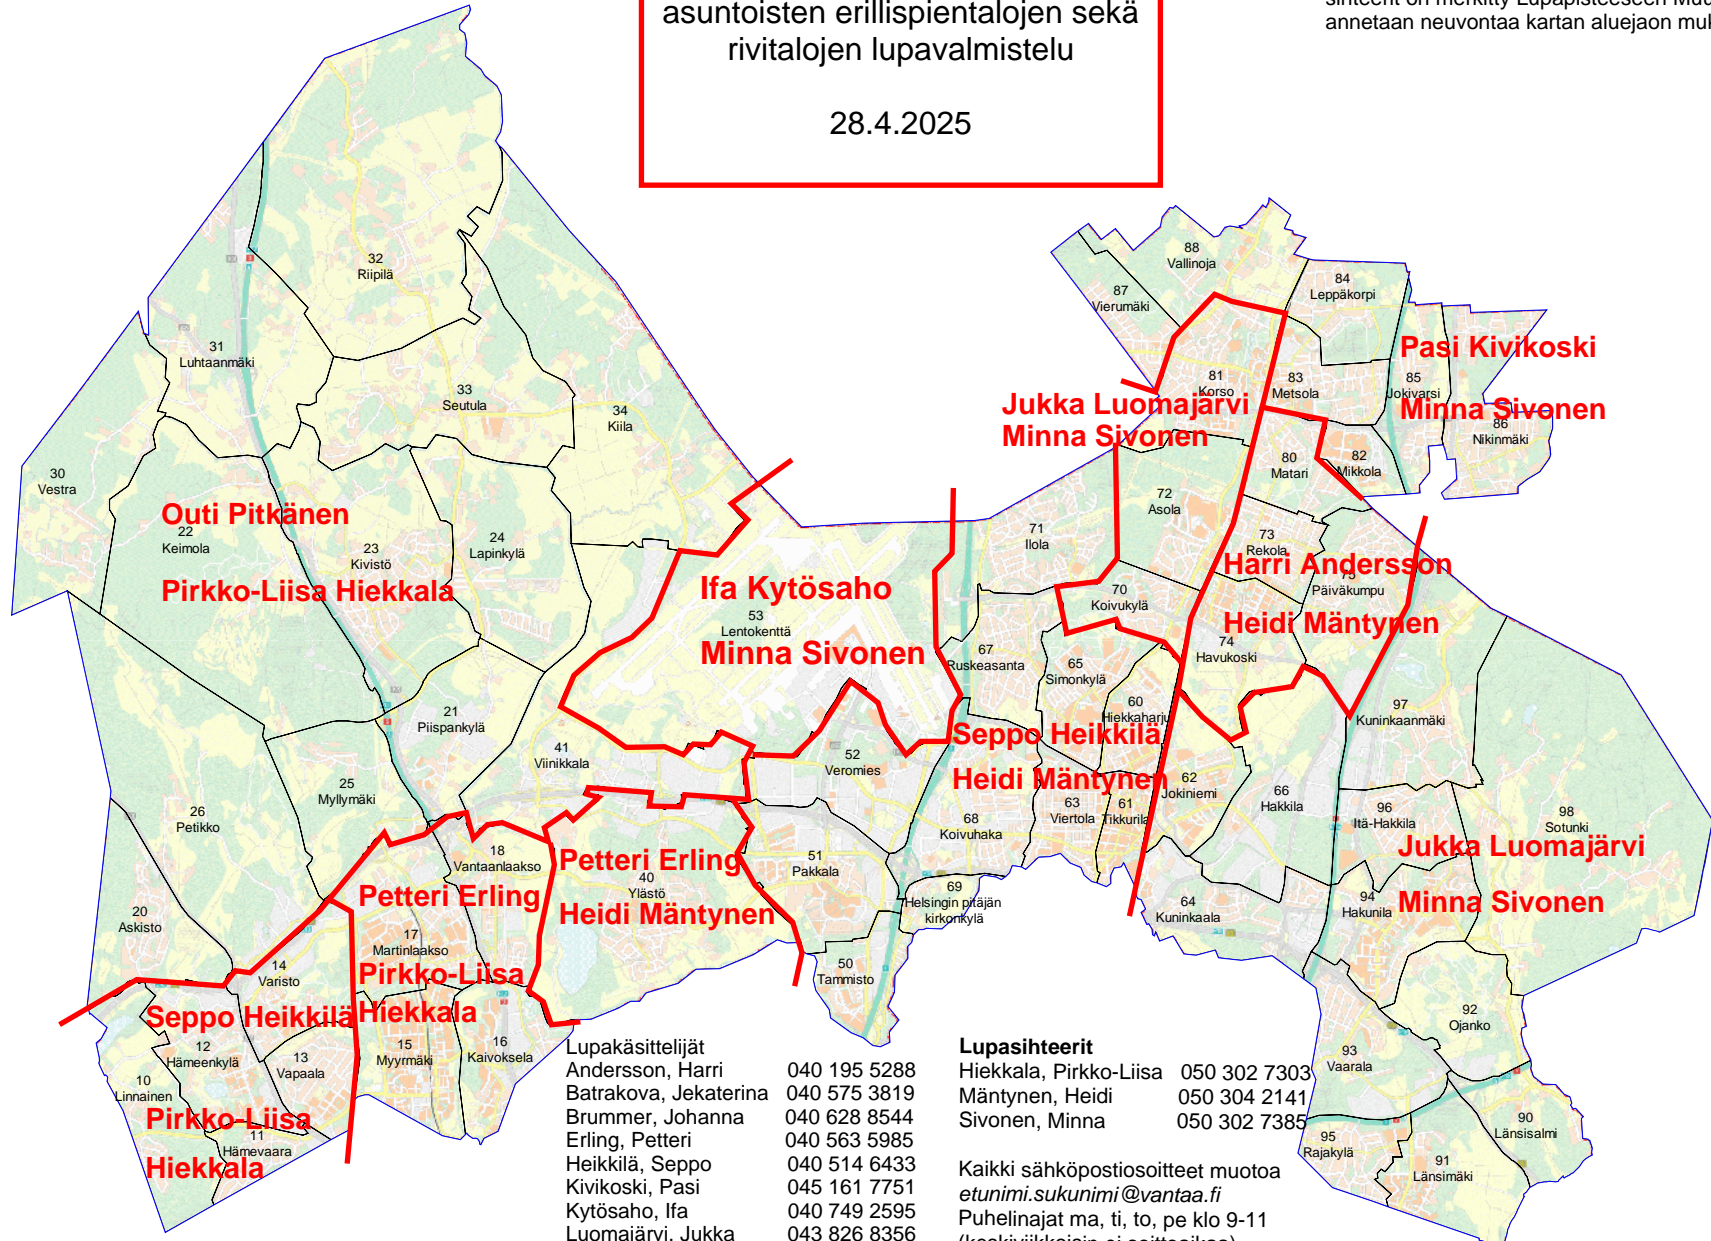 asuntoisten erillispientalojen sekä
rivitalojen lupavalmistelu
28.4.2025
annetaan neuvontaa kartan aluejaon
88
Vallinoja
87
Vierumäki
84
Leppäkorpi
32
Riipilä
31
Luhtaanmäki
33
Seutula
34
Kiila
81
Korso
83
Metsola
85
Jokivarsi
86
Nikinmäki
Pasi Kivikoski
Minna Sivonen
Jukka Luomajärvi
Minna Sivonen
80
Matari
82
Mikkola
30
Vestra
Outi Pitkänen
22
Keimola
Pirkko-Liisa Hiekkala
23
Kivistö
24
Lapinkylä
72
Asola
71
Ilola
73
Rekola
Harri Andersson
75
Päiväkumpu
Heidi Mäntynen
Ifa Kytösaho
53
Lentokenttä
Minna Sivonen
70
Koivukylä
74
Havukoski
67
Ruskeasanta
65
Simonkylä
60
Hiekkaharju
97
Kuninkaanmäki
21
Piispankylä
41
Viinikkala
52
Veromies
Seppo Heikkilä
Heidi Mäntynen
62
Jokiniemi
66
Hakkila
25
Myllymäki
26
Petikko
63
Viertola
61
Tikkurila
68
Koivuhaka
96
Itä-Hakkila
98
Sotunki
Jukka Luomajärvi
Minna Sivonen
18
Vantaanlaakso
Petteri Erling
40
Ylästö
Heidi Mäntynen
51
Pakkala
69
Helsingin pitäjän
kirkonkylä
64
Kuninkaala
94
Hakunila
20
Askisto
Petteri Erling
17
Martinlaakso
Pirkko-Liisa
Hiekkala
14
Varisto
50
Tammisto
Seppo Heikkilä
12
Hämeenkylä
13
Vapaala
15
Myyrmäki
16
Kaivoksela
92
Ojanko
93
Vaarala
10
Linnainen
Pirkko-Liisa
11
Hämevaara
Hiekkala
90
Länsisalmi
95
Rajakylä
91
Länsimäki
Lupakäsittelijät
Andersson, Harri 040 195 5288
Batrakova, Jekaterina 040 575 3819
Brummer, Johanna 040 628 8544
Erling, Petteri 040 563 5985
Heikkilä, Seppo 040 514 6433
Kivikoski, Pasi 045 161 7751
Kytösaho, Ifa 040 749 2595
Luomajärvi, Jukka 043 826 8356
Lupasihteerit
Hiekkala, Pirkko-Liisa 050 302 7303
Mäntynen, Heidi 050 304 2141
Sivonen, Minna 050 302 7385
Kaikki sähköpostiosoitteet muotoa
etunimi.sukunimi@vantaa.fi
Puhelinajat ma, ti, to, pe klo 9-11